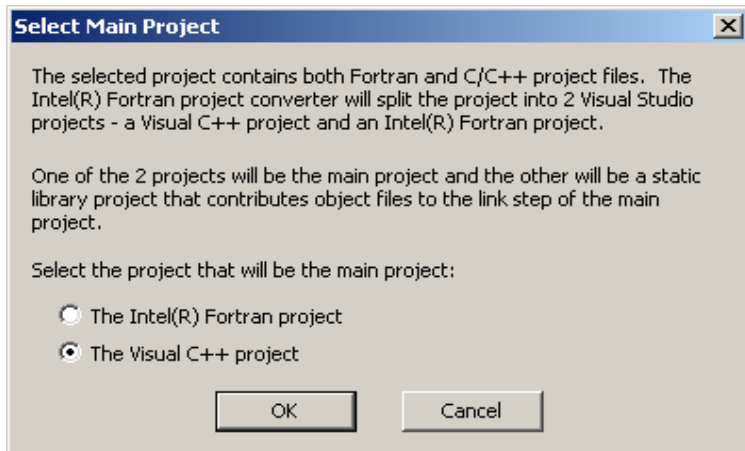 Select Main Project
The selected project contains both Fortran and C/C++ project files. The
Intel(R) Fortran project converter will split the project into 2 Visual Studio
projects - a Visual C++ project and an Intel(R) Fortran project.
One of the 2 projects will be the main project and the other will be a static
library project that contributes object files to the link step of the main
project.
Select the project that will be the main project:
The Intel(R) Fortran project
The Visual C++ project
OK Cancel